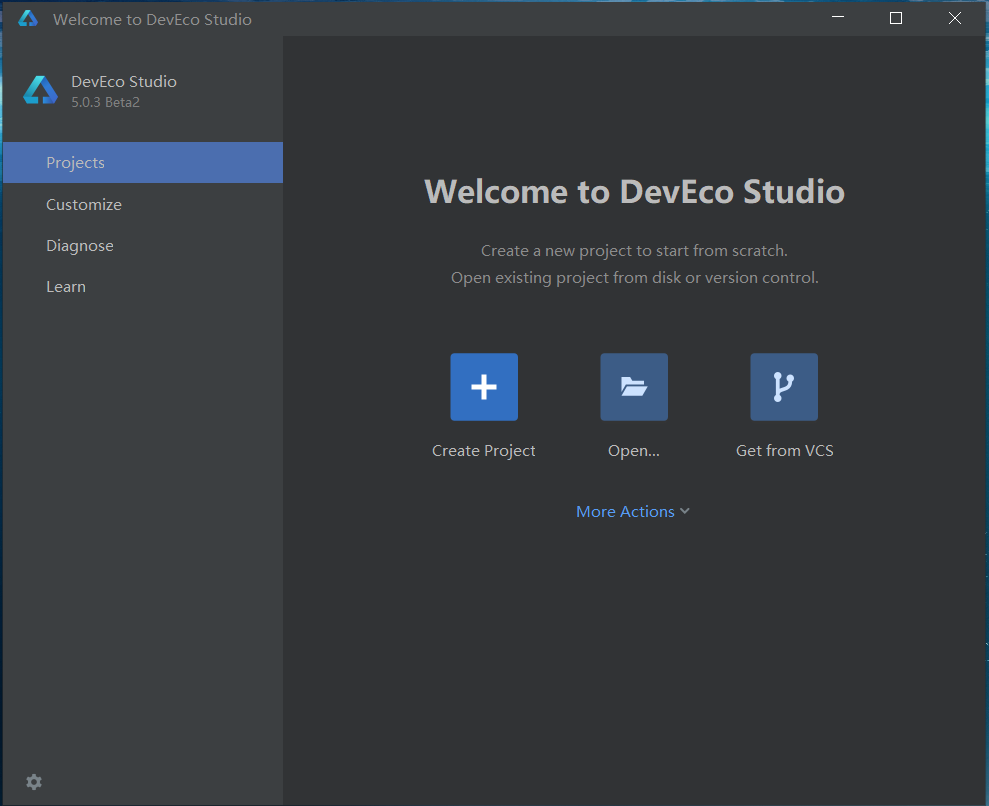 Welcome to DevEco Studio
DevEco Studio
5.0.3 Beta2
Projects
Customize
Diagnose
Learn
Welcome to DevEco Studio
Create a new project to start from scratch.
Open existing project from disk or version control.
Create Project
Open...
Get from VCS
More Actions